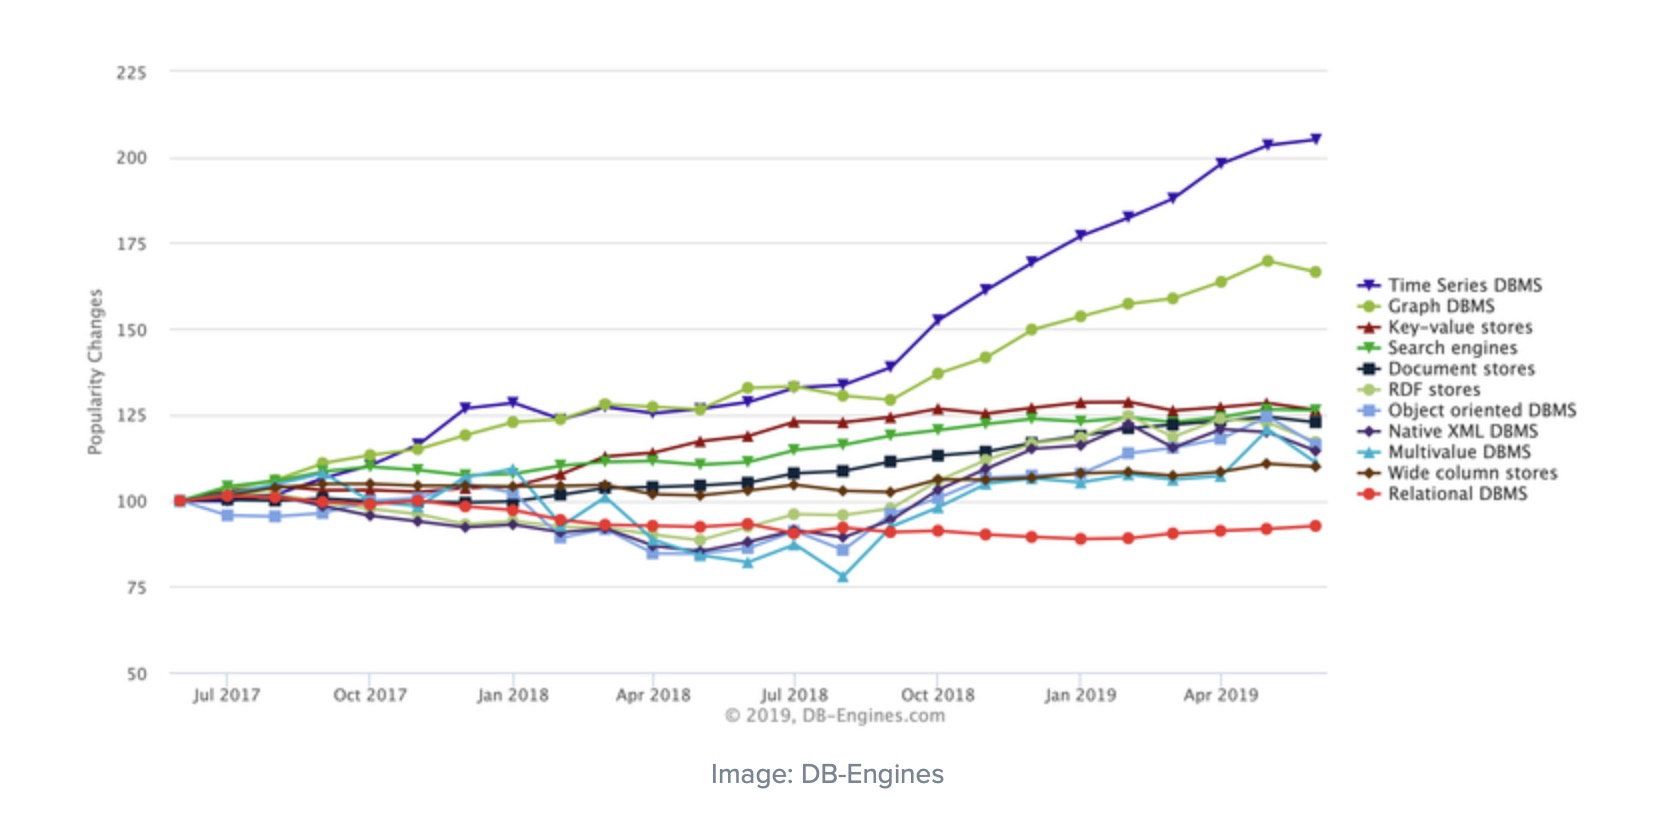 225
200
175
150
125
100
75
50
Popularity Changes
Jul 2017 Oct 2017 Jan 2018 Apr 2018 Jul 2018 Oct 2018 Jan 2019 Apr 2019
© 2019, DB-Engines.com
Time Series DBMS
Graph DBMS
Key-value stores
Search engines
Document stores
RDF stores
Object oriented DBMS
Native XML DBMS
Multivalue DBMS
Wide column stores
Relational DBMS
Image: DB-Engines